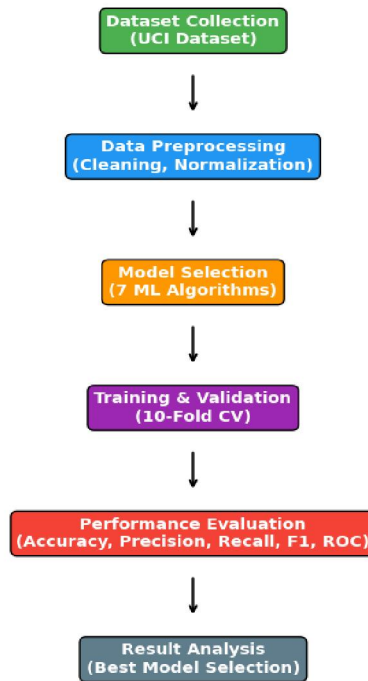 Dataset Collection
(UCI Dataset)
Data Preprocessing
(Cleaning, Normalization)
Model Selection
(7 ML Algorithms)
Training & Validation
(10-Fold CV)
Performance Evaluation
(Accuracy, Precision, Recall, F1, ROC)
Result Analysis
(Best Model Selection)